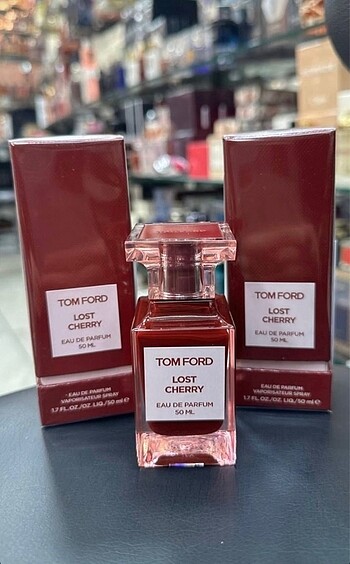 TOM FORD
LOST
CHERRY
EAU DE PARFUM
50 ML
EAU DE PARFUM
VAPORISATEUR SPRAY
1.7 FL.OZ./OZ. LIQ./50 ml ℮
TOM FORD
LOST
CHERRY
EAU DE PARFUM
50 ML
TOM FORD
LOST
CHERRY
EAU DE PARFUM
50 ML
EAU DE PARFUM
VAPORISATEUR SPRAY
1.7 FL.OZ./OZ. LIQ./50 ml ℮